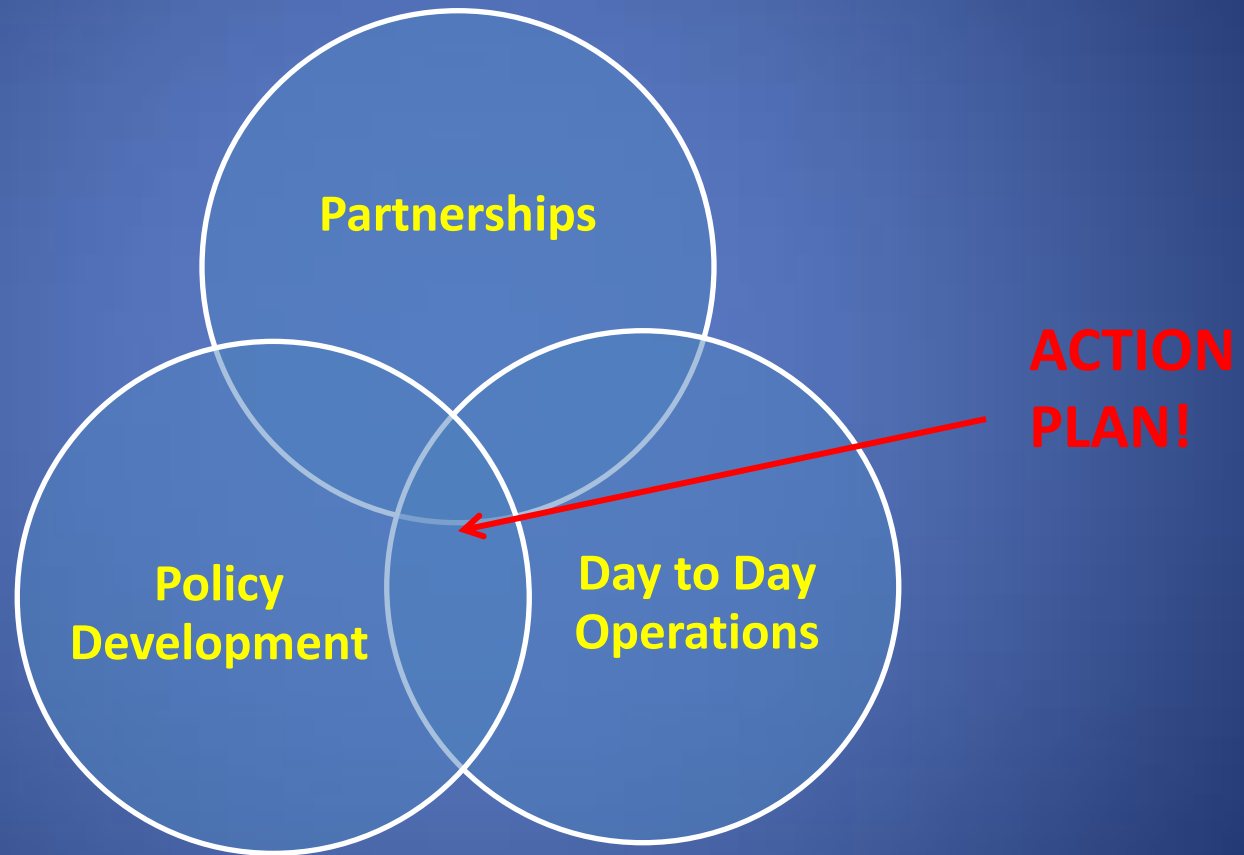 Partnerships
ACTION
PLAN!
Policy
Development
Day to Day
Operations